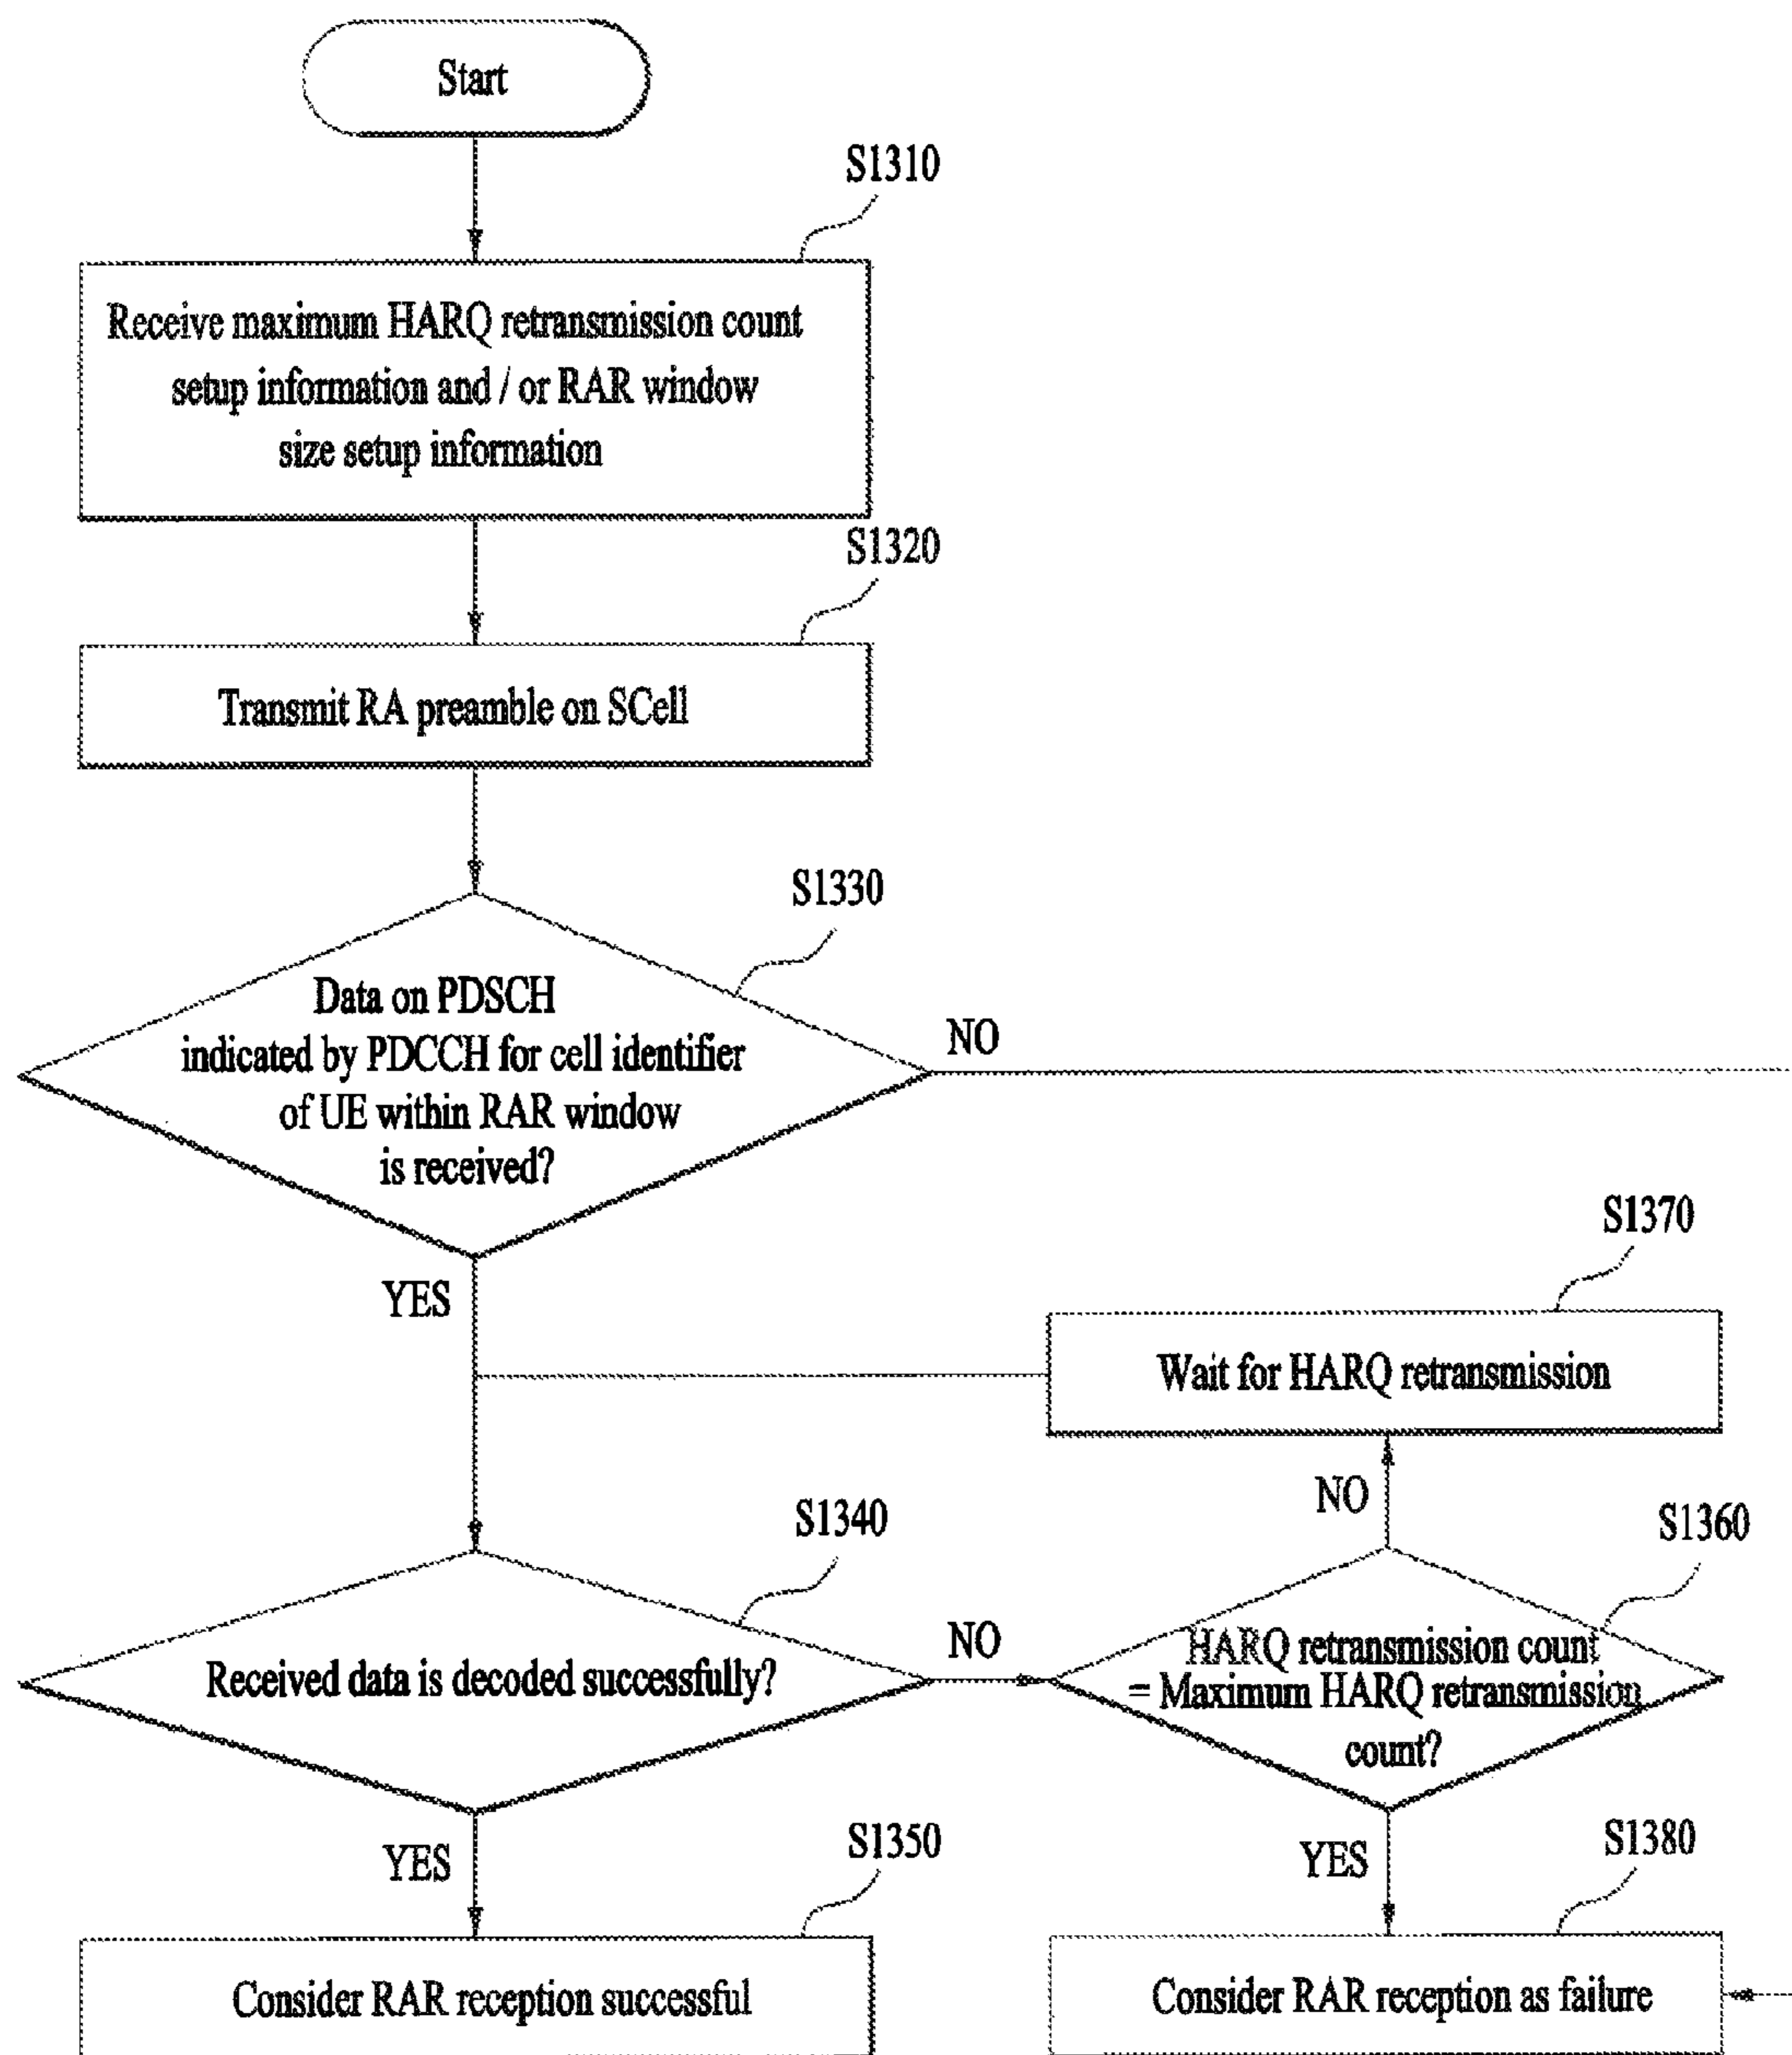 Start
S1310
Receive maximum HARQ retransmission count
setup information and / or RAR window
size setup information
S1320
Transmit RA preamble on SCell
S1330
Data on PDSCH
indicated by PDCCH for cell identifier
of UE within RAR window
is received?
NO
YES
S1370
Wait for HARQ retransmission
NO
S1340
S1360
Received data is decoded successfully?
NO
HARQ retransmission count
= Maximum HARQ retransmission
count?
YES
S1350
YES
S1380
Consider RAR reception successful
Consider RAR reception as failure